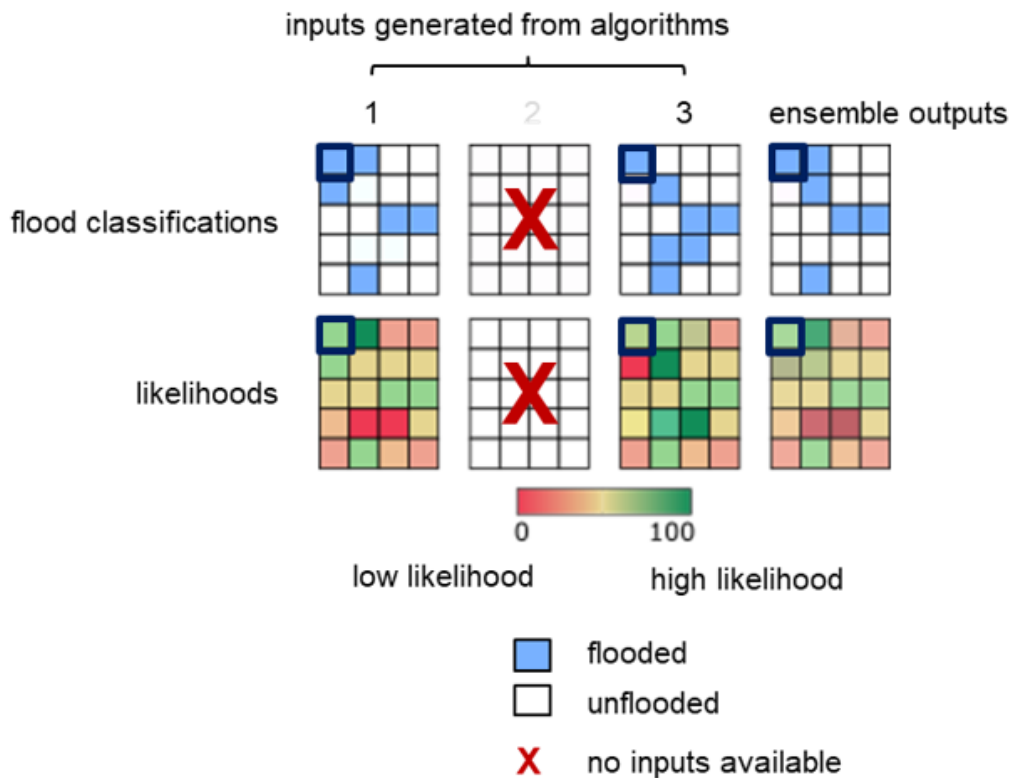 inputs generated from algorithms
1 2 3 ensemble outputs
flood classifications
X
likelihoods
X
0 100
low likelihood high likelihood
flooded
unflooded
X no inputs available